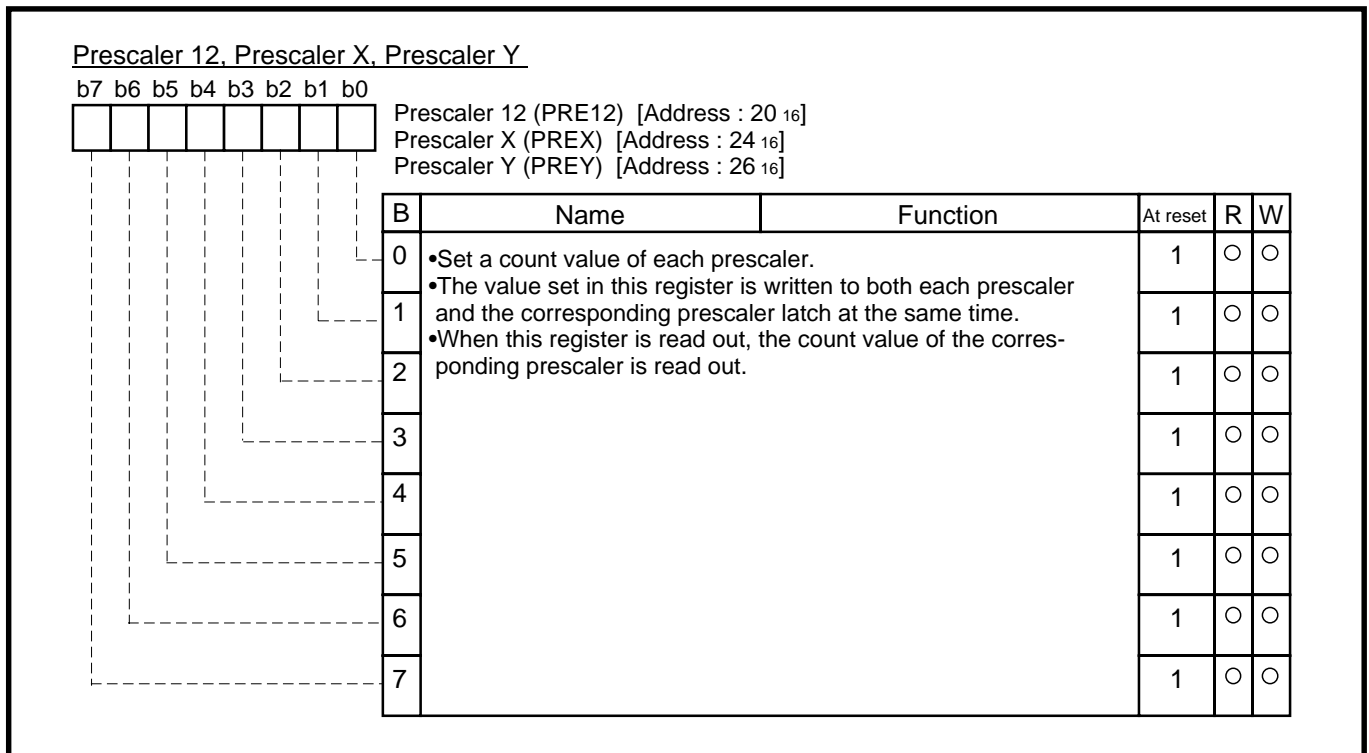 Prescaler 12, Prescaler X, Prescaler Y
b7 b6 b5 b4 b3 b2 b1 b0
Prescaler 12 (PRE12) [Address : 20 16]
Prescaler X (PREX) [Address : 24 16]
Prescaler Y (PREY) [Address : 26 16]
B Name Function At reset R W
0 •Set a count value of each prescaler. 1 ○ ○
•The value set in this register is written to both each prescaler
1 and the corresponding prescaler latch at the same time. 1 ○ ○
•When this register is read out, the count value of the corres-
2 ponding prescaler is read out. 1 ○ ○
3 1 ○ ○
4 1 ○ ○
5 1 ○ ○
6 1 ○ ○
7 1 ○ ○